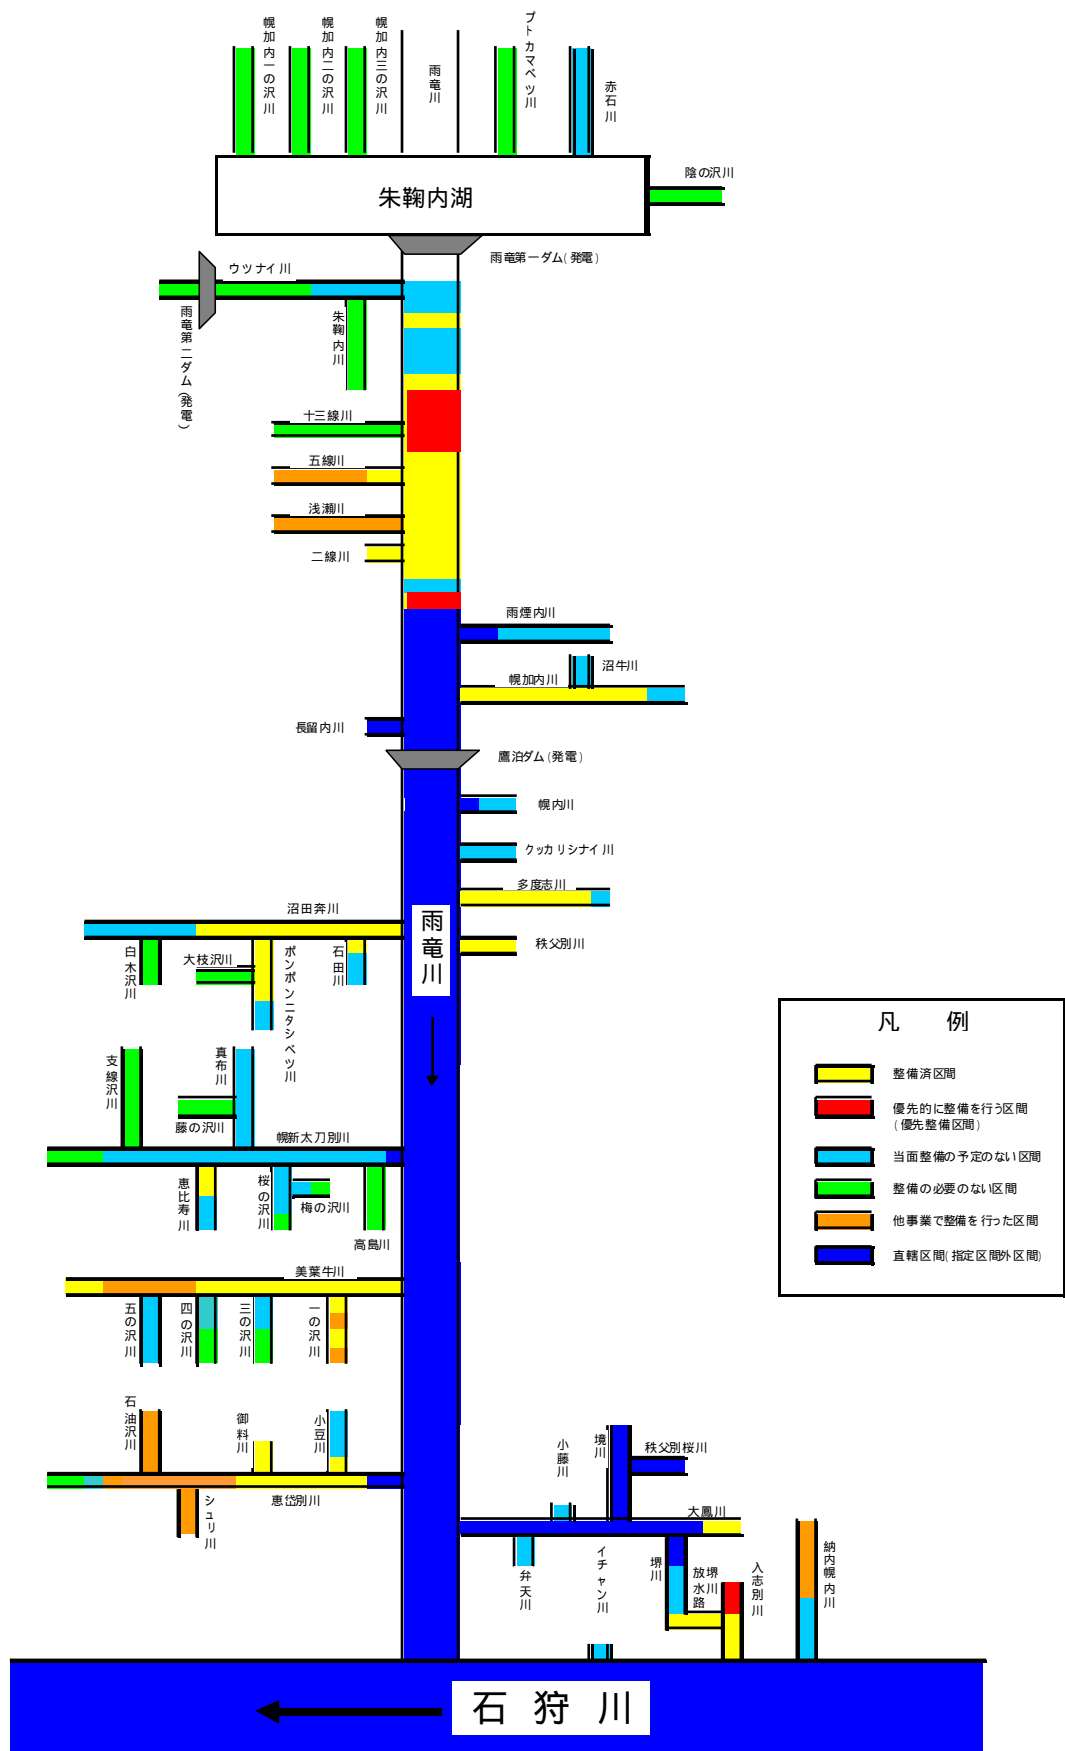 幌加内一の沢川
幌加内二の沢川
幌加内三の沢川
雨竜川
ブトカマベツ川
赤石川
朱鞠内湖
陰の沢川
雨竜第一ダム(発電)
ウツナイ川
雨竜第二ダム(発電)
朱鞠内川
十三線川
五線川
浅瀬川
二線川
雨煙内川
沼牛川
幌加内川
長留内川
鷹泊ダム(発電)
幌内川
クッカリシナイ川
多度志川
沼田奔川
雨竜川
秩父別川
白木沢川
大枝沢川
ポンポンニタシベツ川
石田川
支線沢川
真布川
藤の沢川
幌新太刀別川
恵比寿川
桜の沢川
梅の沢川
高島川
美葉牛川
五の沢川
四の沢川
三の沢川
一の沢川
石油沢川
御料川
小豆川
恵岱別川
シュリ川
小藤川
境川
秩父別桜川
大鳳川
弁天川
イチャン川
堺川
堺川放水路
入志別川
納内幌内川
石狩川
凡例
整備済区間
優先的に整備を行う区間
(優先整備区間)
当面整備の予定のない区間
整備の必要のない区間
他事業で整備を行った区間
直轄区間(指定区間外区間)